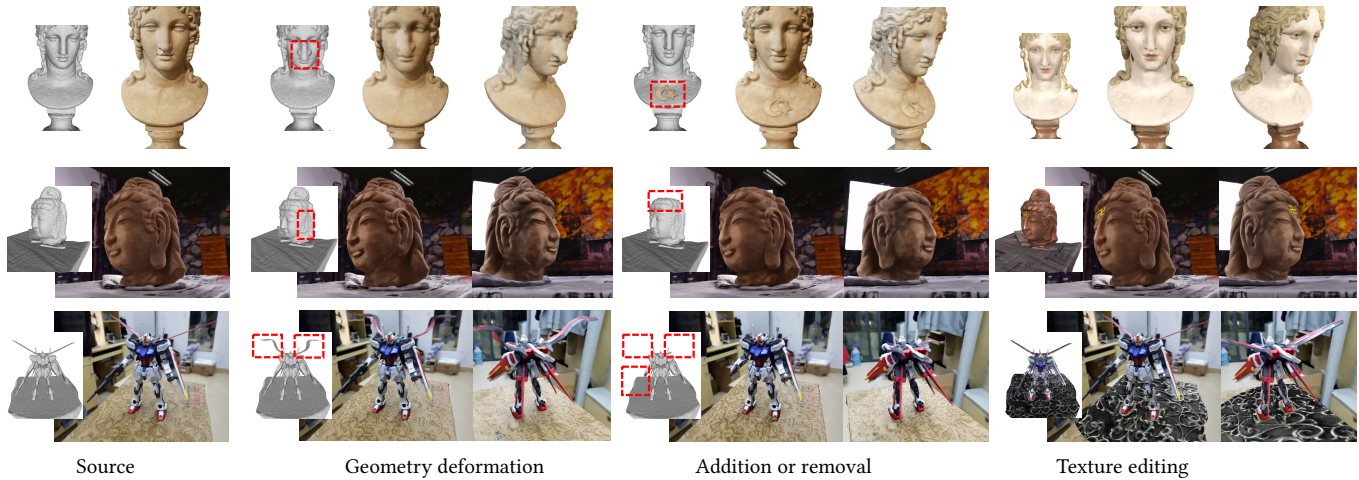 Source
Geometry deformation
Addition or removal
Texture editing